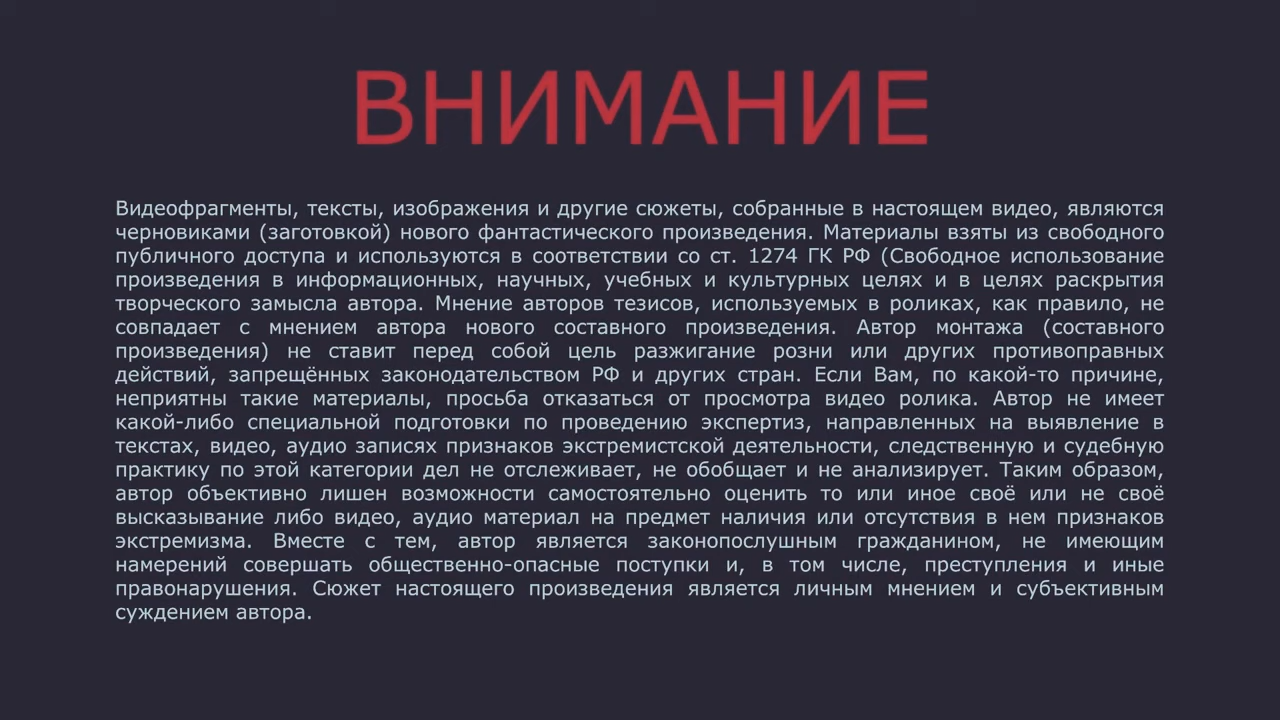 ВНИМАНИЕ
Видеофрагменты, тексты, изображения и другие сюжеты, собранные в настоящем видео, являются
черновиками (заготовкой) нового фантастического произведения. Материалы взяты из свободного
публичного доступа и используются в соответствии со ст. 1274 ГК РФ (Свободное использование
произведения в информационных, научных, учебных и культурных целях и в целях раскрытия
творческого замысла автора. Мнение авторов тезисов, используемых в роликах, как правило, не
совпадает с мнением автора нового составного произведения. Автор монтажа (составного
произведения) не ставит перед собой цель разжигание розни или других противоправных
действий, запрещённых законодательством РФ и других стран. Если Вам, по какой-то причине,
неприятны такие материалы, просьба отказаться от просмотра видео ролика. Автор не имеет
какой-либо специальной подготовки по проведению экспертиз, направленных на выявление в
текстах, видео, аудио записях признаков экстремистской деятельности, следственную и судебную
практику по этой категории дел не отслеживает, не обобщает и не анализирует. Таким образом,
автор объективно лишен возможности самостоятельно оценить то или иное своё или не своё
высказывание либо видео, аудио материал на предмет наличия или отсутствия в нем признаков
экстремизма. Вместе с тем, автор является законопослушным гражданином, не имеющим
намерений совершать общественно-опасные поступки и, в том числе, преступления и иные
правонарушения. Сюжет настоящего произведения является личным мнением и субъективным
суждением автора.